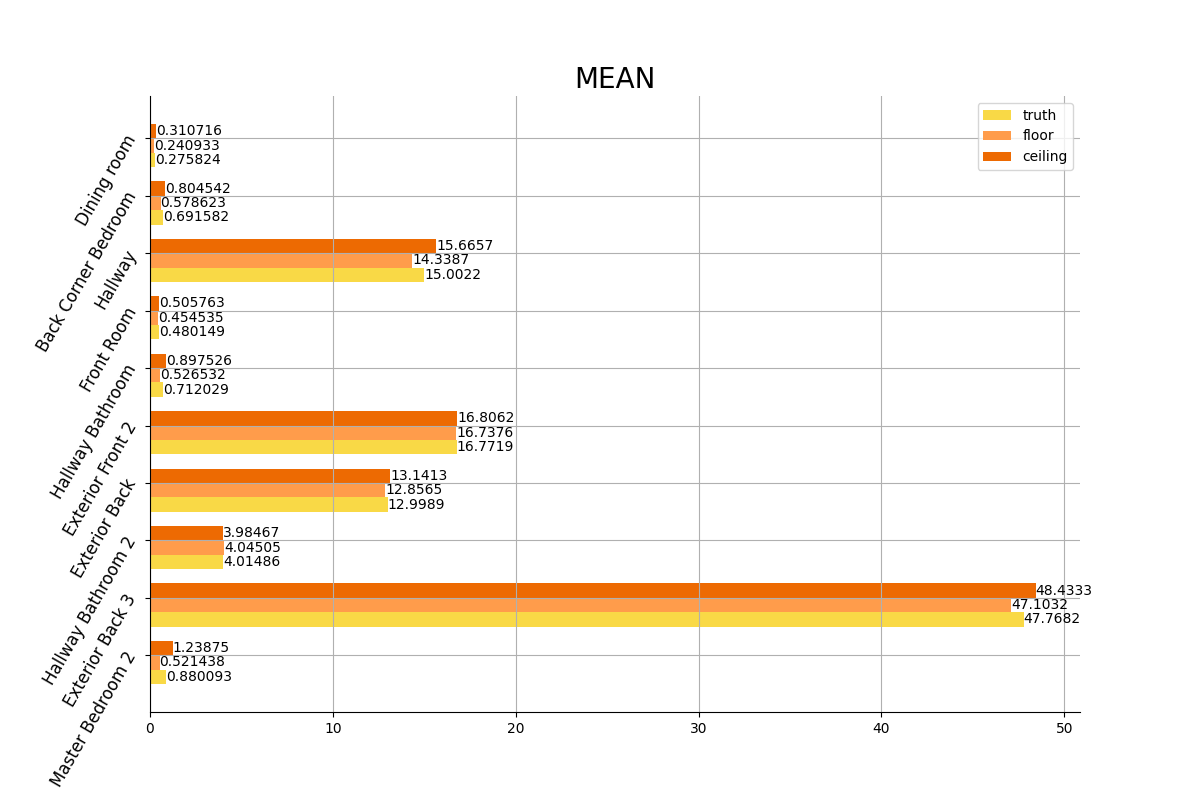 MEAN
truth
floor
ceiling
Dining room
0.310716
0.240933
0.275824
Back Corner Bedroom
0.804542
0.578623
0.691582
Hallway
15.6657
14.3387
15.0022
Front Room
0.505763
0.454535
0.480149
Hallway Bathroom
0.897526
0.526532
0.712029
Exterior Front 2
16.8062
16.7376
16.7719
Exterior Back
13.1413
12.8565
12.9989
Hallway Bathroom 2
3.98467
4.04505
4.01486
Exterior Back 3
48.4333
47.1032
47.7682
Master Bedroom 2
1.23875
0.521438
0.880093
0 10 20 30 40 50